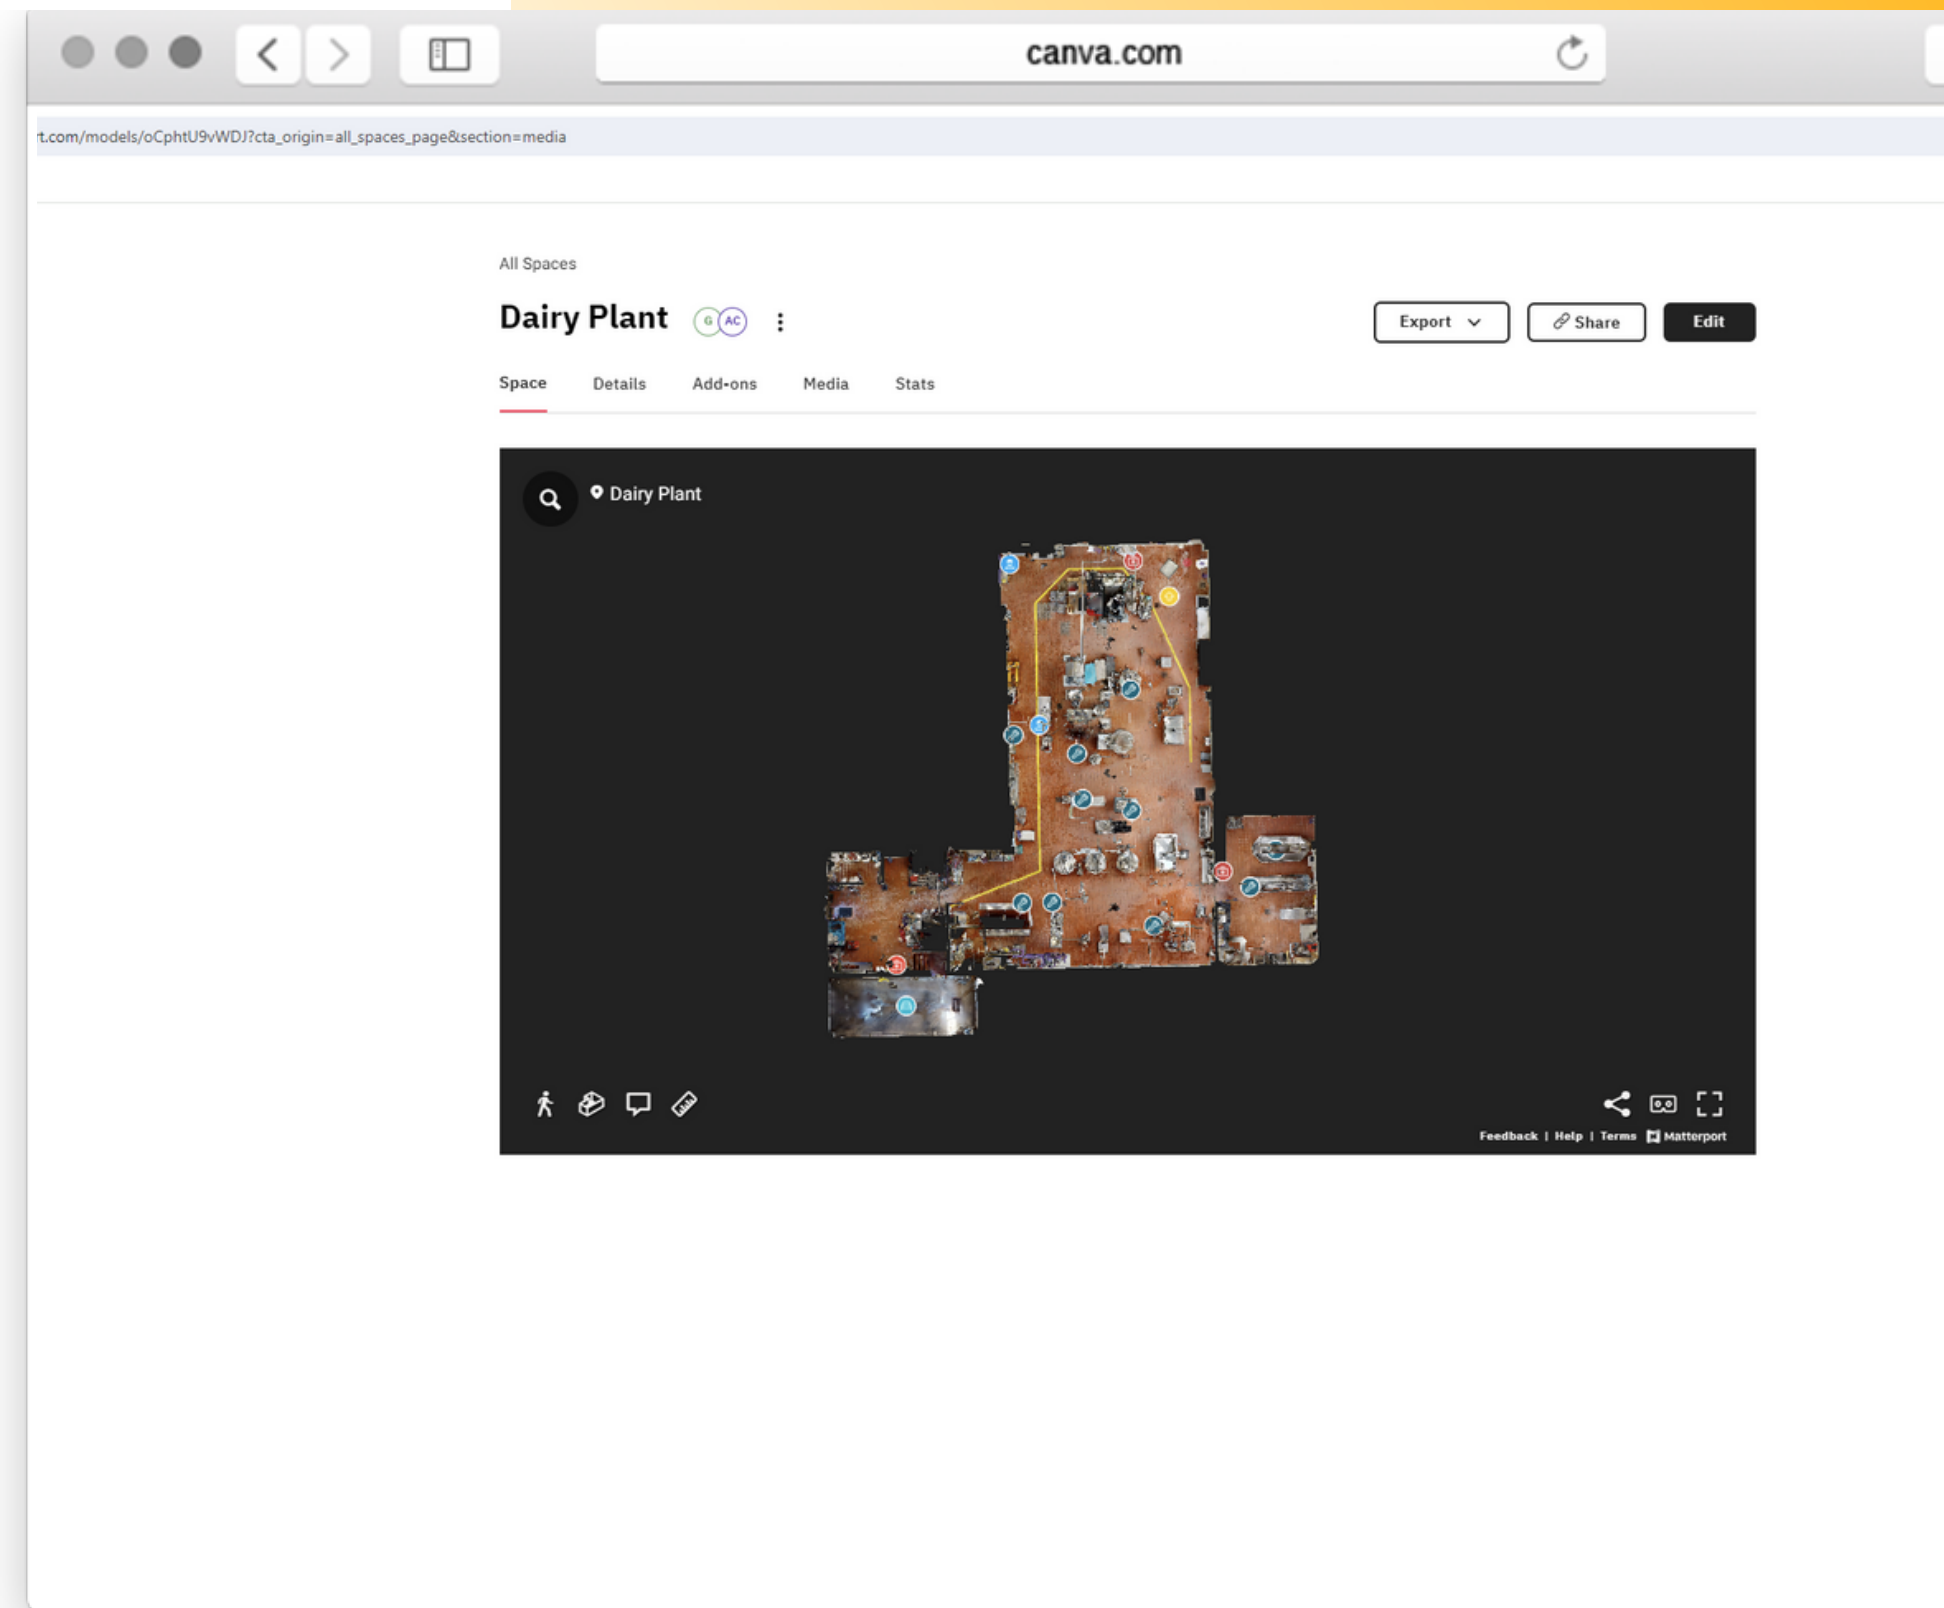 canva.com
t.com/models/oCphtU9vWDJ?cta_origin=all_spaces_page&section=media
All Spaces
Dairy Plant G AC Export Share Edit
Space Details Add-ons Media Stats
Dairy Plant
Feedback | Help | Terms Matterport